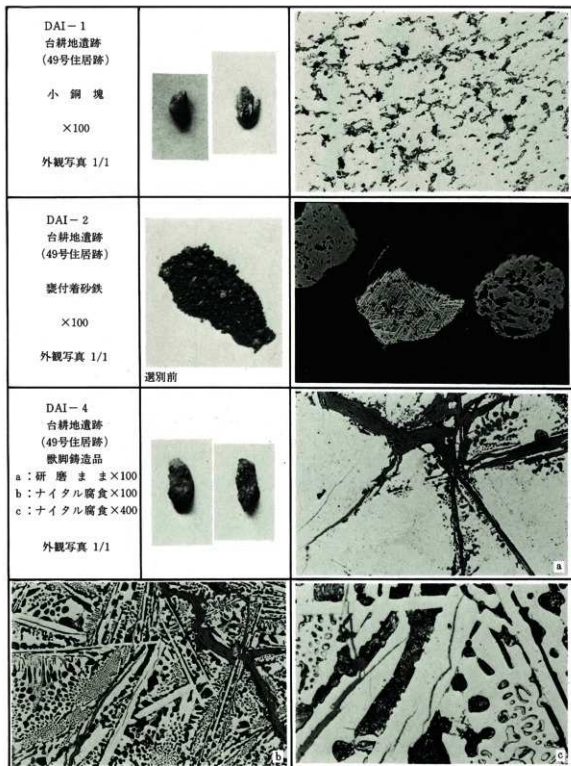 DAI−1
台耕地遺跡
(49号住居跡)
小 銅 塊
×100
外観写真 1/1
DAI−2
台耕地遺跡
(49号住居跡)
甕付着砂鉄
×100
外観写真 1/1
選別前
DAI−4
台耕地遺跡
(49号住居跡)
獣脚鋳造品
a：研 磨 ま ま×100
b：ナイタル腐食×100
c：ナイタル腐食×400
外観写真 1/1
a
b
c